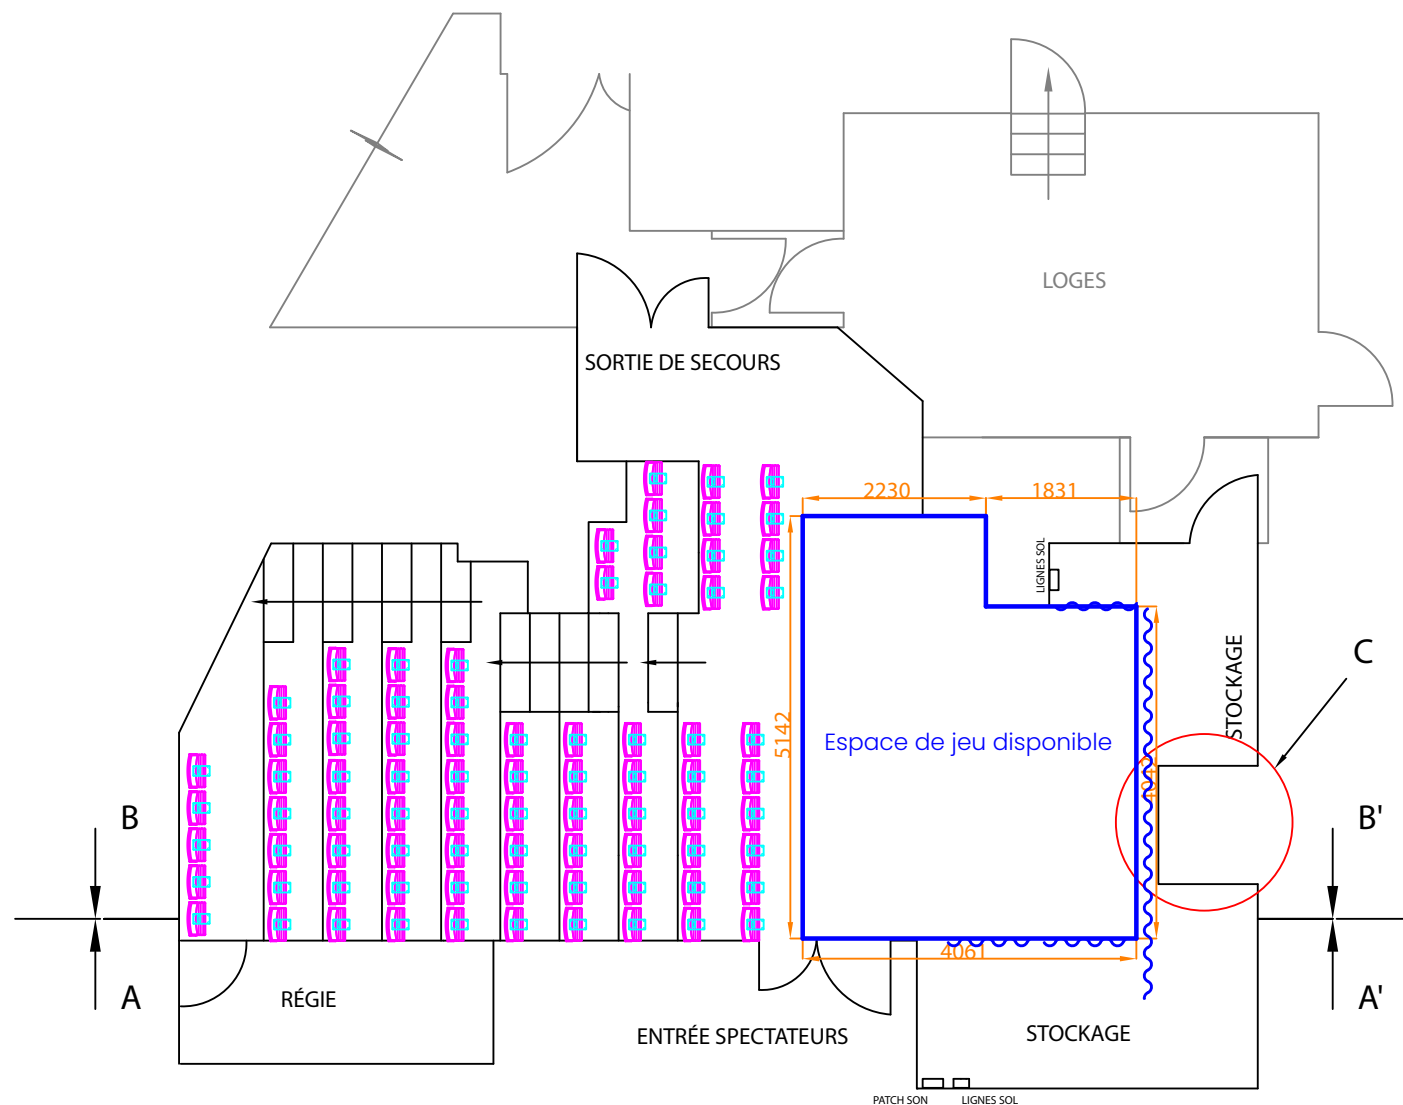 LOGES
SORTIE DE SECOURS
2230
1831
LIGNES SOL
STOCKAGE
C
5142
Espace de jeu disponible
B
B'
4061
A
RÉGIE
A'
ENTRÉE SPECTATEURS
STOCKAGE
PATCH SON
LIGNES SOL